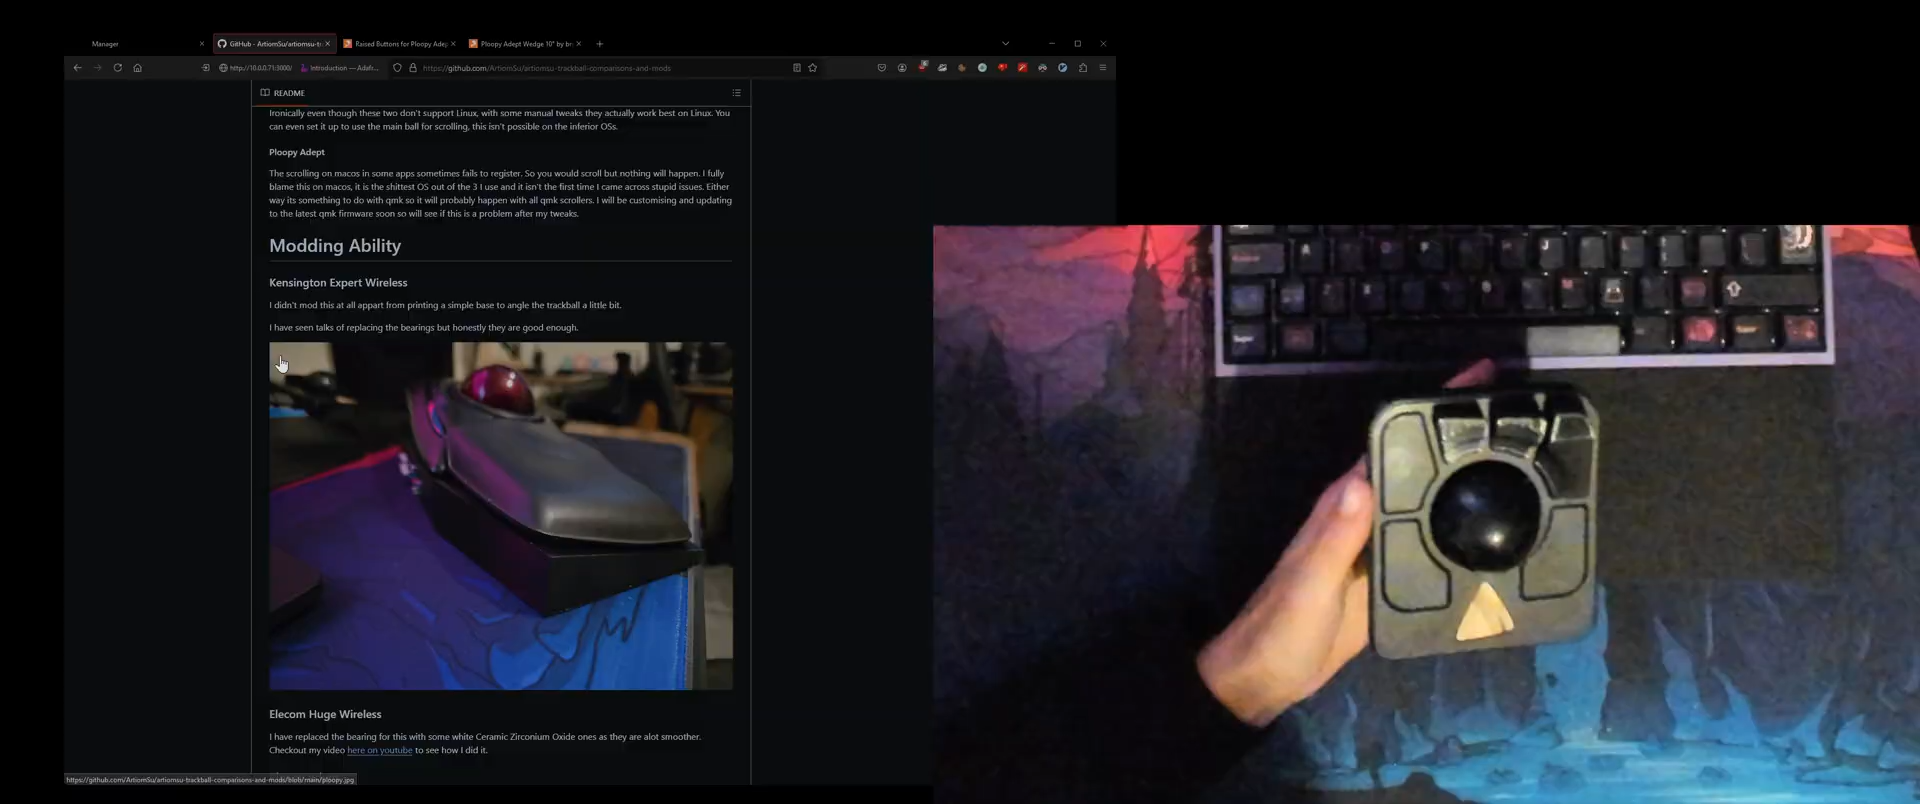 Manager
GitHub - ArtiomSu/artiomsu-tr
Raised Buttons for Ploopy Adep
Ploopy Adept Wedge 10° by br
http://10.0.0.71:3000/
Introduction — Adafr...
https://github.com/ArtiomSu/artiomsu-trackball-comparisons-and-mods
README
Ironically even though these two don't support Linux, with some manual tweaks they actually work best on Linux. You
can even set it up to use the main ball for scrolling, this isn't possible on the inferior OSs.
Ploopy Adept
The scrolling on macos in some apps sometimes fails to register. So you would scroll but nothing will happen. I fully
blame this on macos, it is the shittest OS out of the 3 I use and it isn't the first time I came across stupid issues. Either
way its something to do with qmk so it will probably happen with all qmk scrollers. I will be customising and updating
to the latest qmk firmware soon so will see if this is a problem after my tweaks.
Modding Ability
Kensington Expert Wireless
I didn't mod this at all appart from printing a simple base to angle the trackball a little bit.
I have seen talks of replacing the bearings but honestly they are good enough.
Elecom Huge Wireless
I have replaced the bearing for this with some white Ceramic Zirconium Oxide ones as they are alot smoother.
Checkout my video here on youtube to see how I did it.
https://github.com/ArtiomSu/artiomsu-trackball-comparisons-and-mods/blob/main/ploopy.jpg
Super